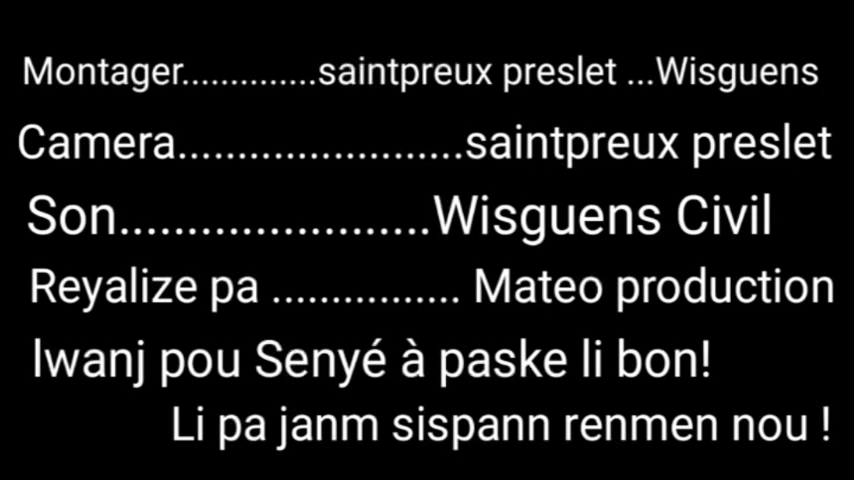 Montager..............saintpreux preslet ...Wisguens
Camera........................saintpreux preslet
Son.......................Wisguens Civil
Reyalize pa ................ Mateo production
lwanj pou Senyé à paske li bon!
Li pa janm sispann renmen nou !